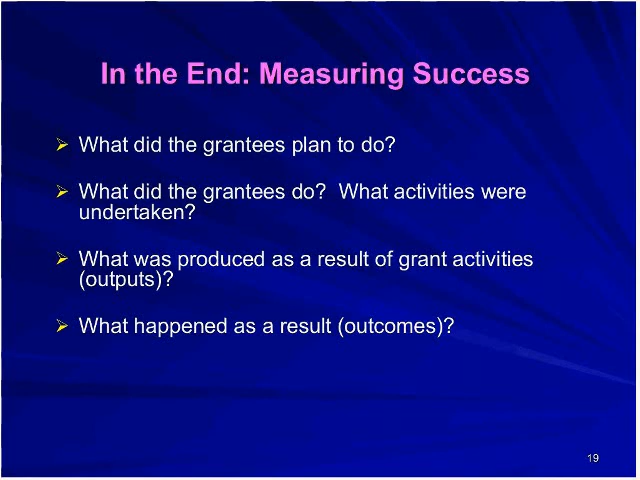 In the End: Measuring Success
What did the grantees plan to do?
What did the grantees do?  What activities were
undertaken?
What was produced as a result of grant activities
(outputs)?
What happened as a result (outcomes)?
19